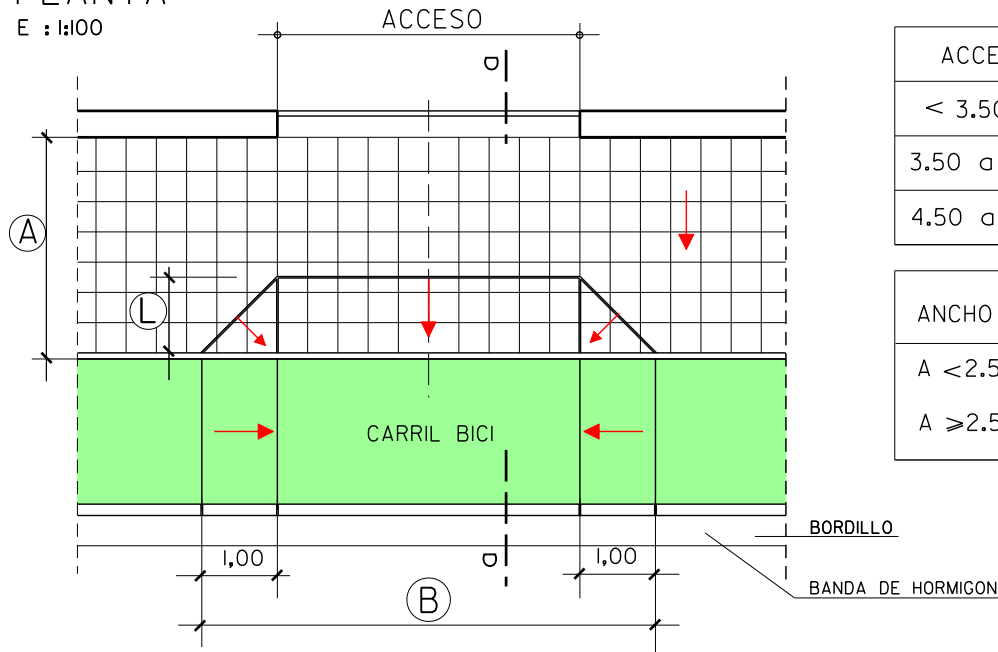 E : 1:100
ACCESO
a
A
L
CARRIL BICI
a
1,00
1,00
B
BORDILLO
BANDA DE HORMIGON
< 3.50
3.50 a
4.50 a
ANCHO
A <2.5
A ⩾2.5